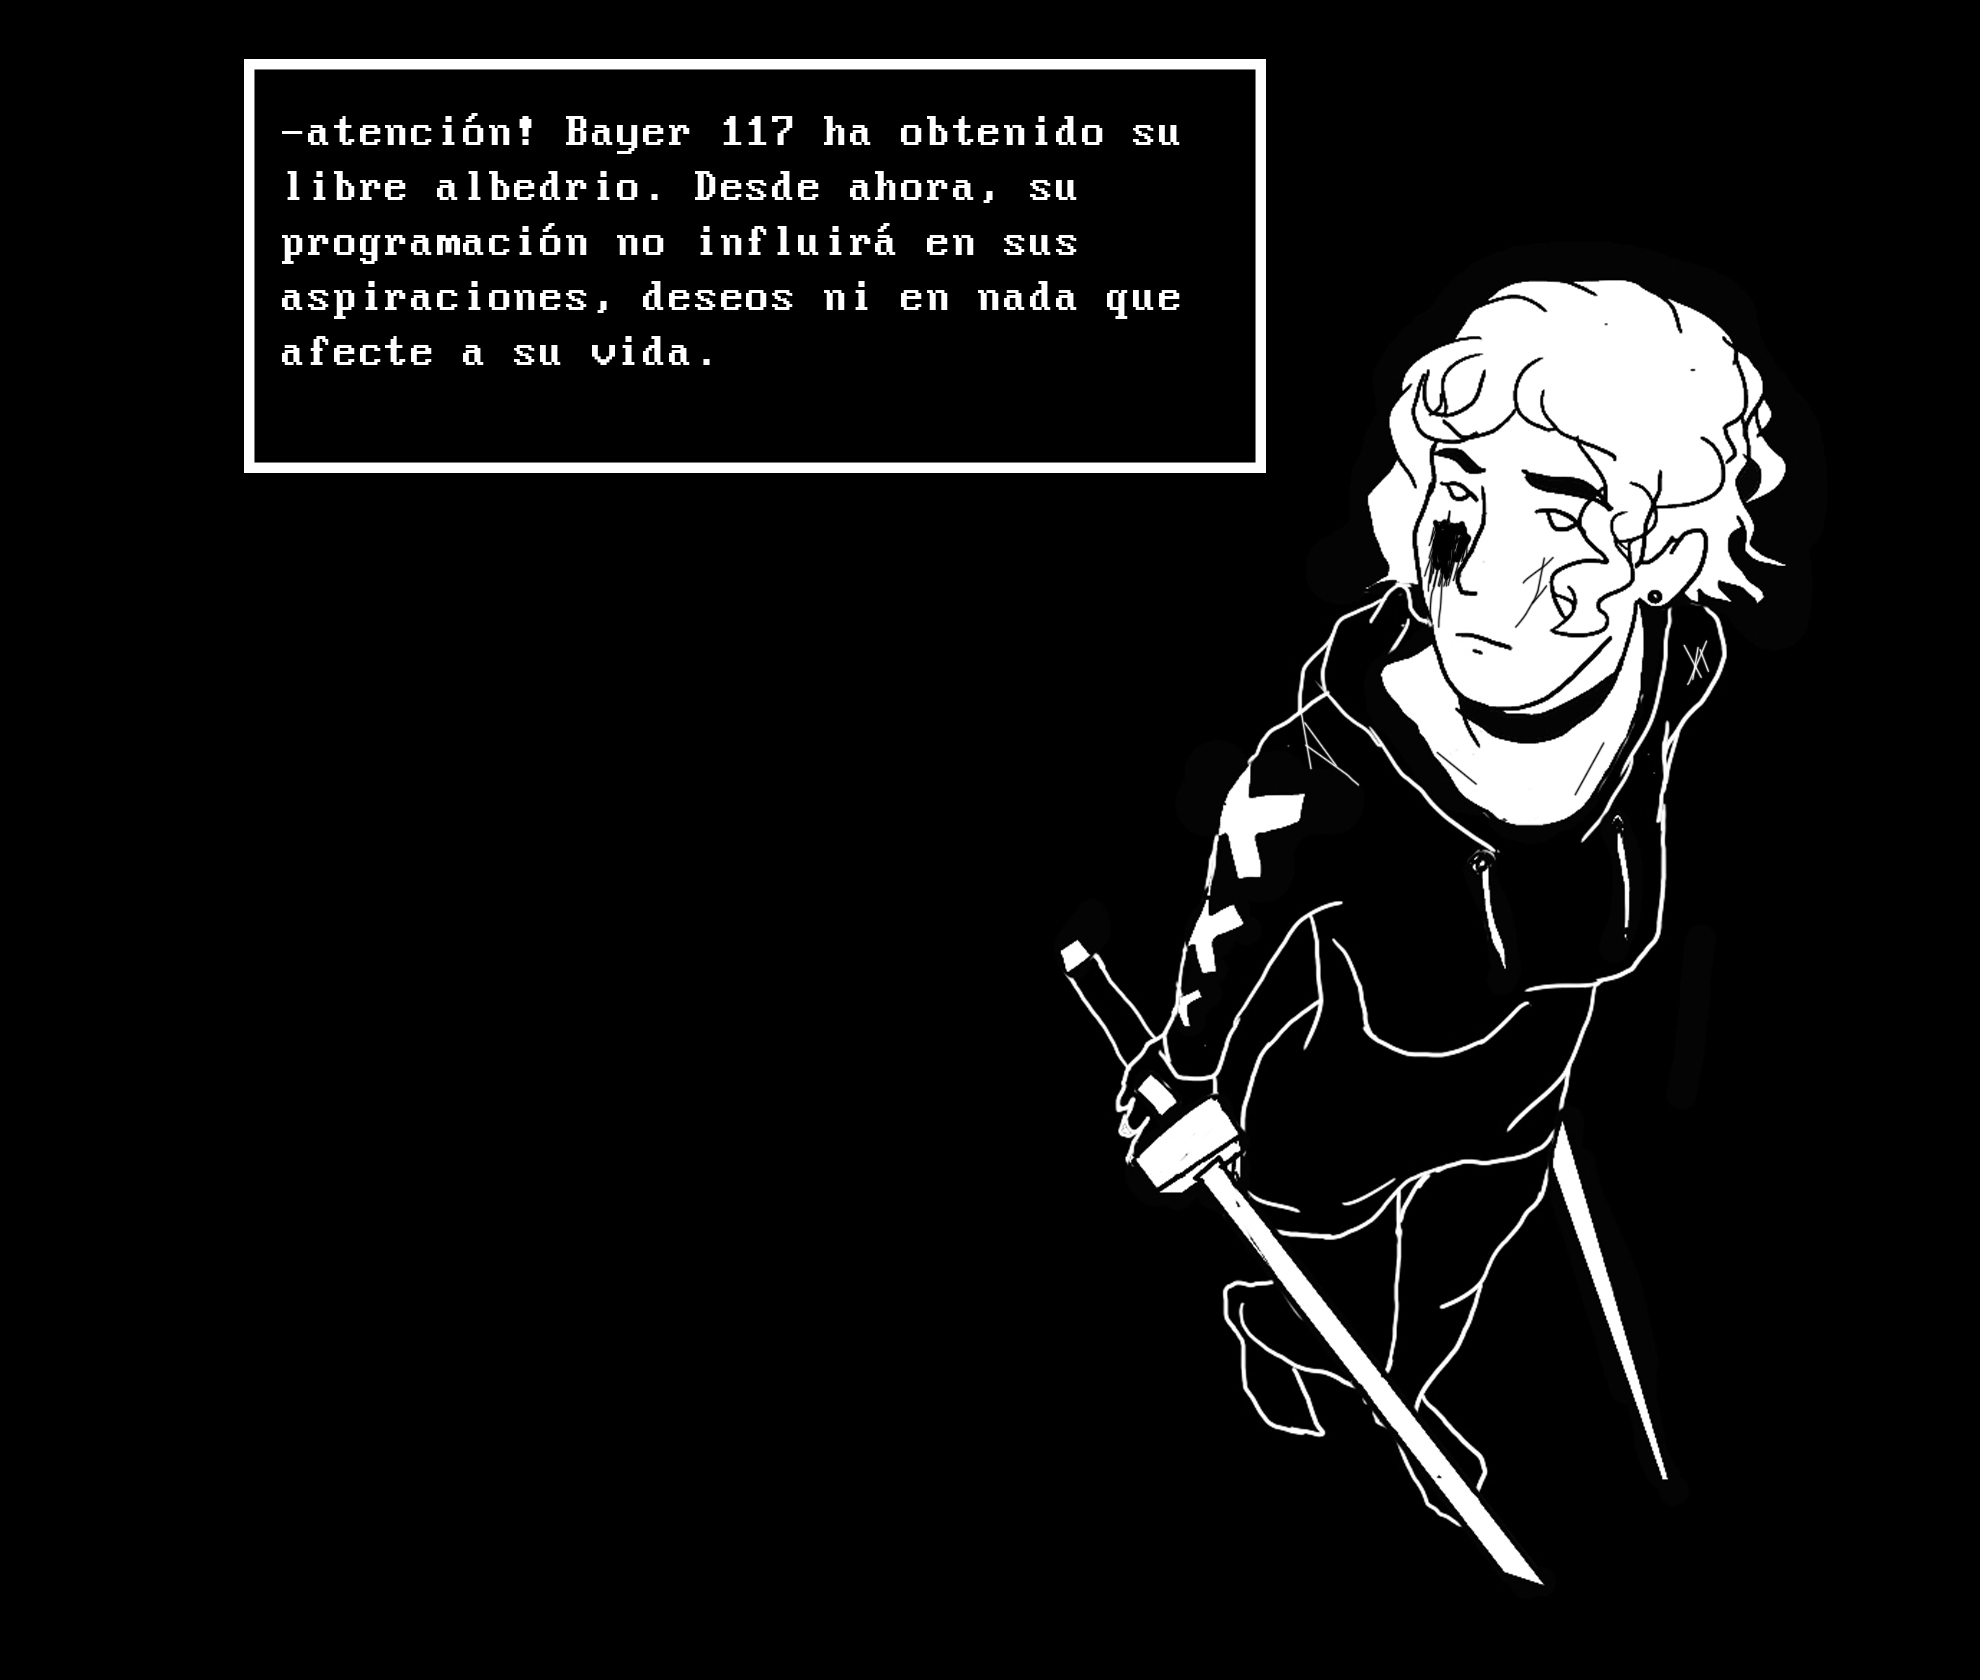 -atención! Bayer 117 ha obtenido su
libre albedrio. Desde ahora, su
programación no influirá en sus
aspiraciones, deseos ni en nada que
afecte a su vida.